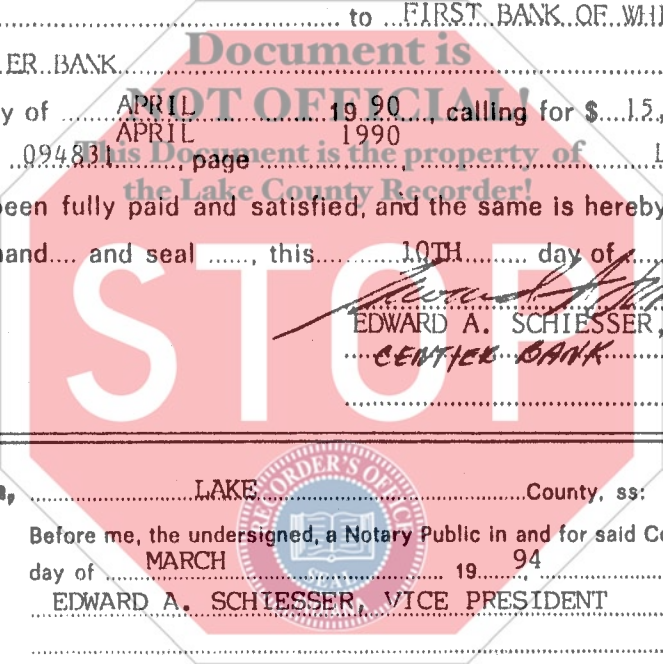 to FIRST BANK OF WHI
Document is
ER BANK
NOT OFFICIAL!
y of APRIL 19 90, calling for $ 15,
APRIL 1990
This Document is the property of
094831, page 1
the Lake County Recorder!
been fully paid and satisfied, and the same is hereby
hand.... and seal ......, this 10TH day of
EDWARD A. SCHIESSER,
CENTIER BANK
STOP
LAKE County, ss:
RECORDER'S OFFICE
Before me, the undersigned, a Notary Public in and for said Co
day of MARCH 19 94,
SEAL
EDWARD A. SCHIESSER, VICE PRESIDENT